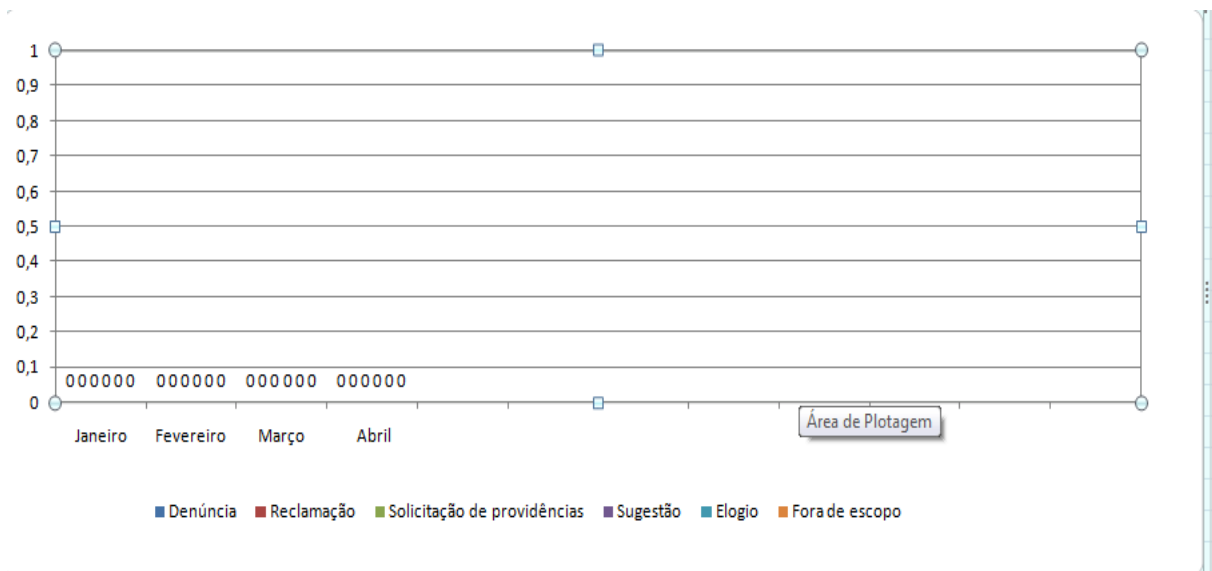 1
0,9
0,8
0,7
0,6
0,5
0,4
0,3
0,2
0,1
0
000000 000000 000000 000000
Janeiro Fevereiro Março Abril
Área de Plotagem
Denúncia Reclamação Solicitação de providências Sugestão Elogio Fora de escopo